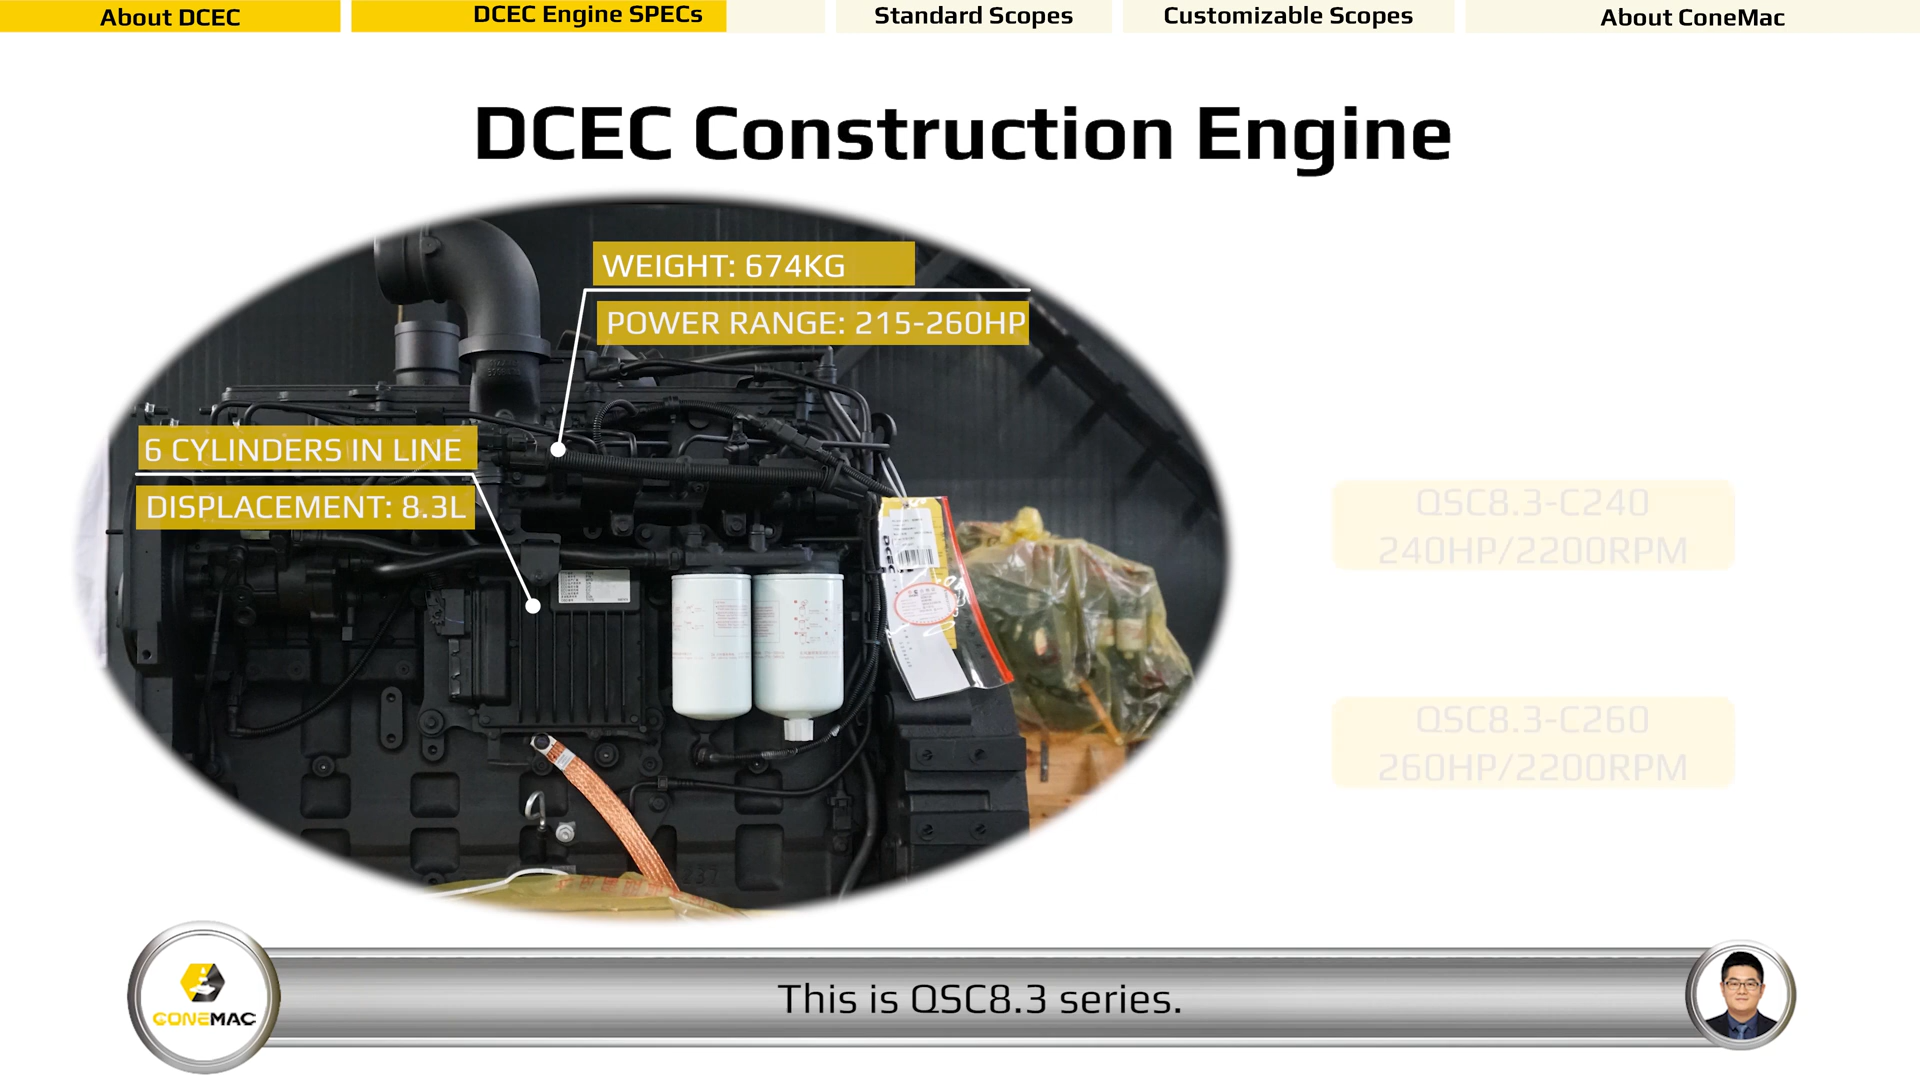 About DCEC
DCEC Engine SPECs
Standard Scopes
Customizable Scopes
About ConeMac
DCEC Construction Engine
WEIGHT: 674KG
POWER RANGE: 215-260HP
6 CYLINDERS IN LINE
DISPLACEMENT: 8.3L
DCEC
QSC8.3-C240
240HP/2200RPM
QSC8.3-C260
260HP/2200RPM
CONEMAC
This is QSC8.3 series.